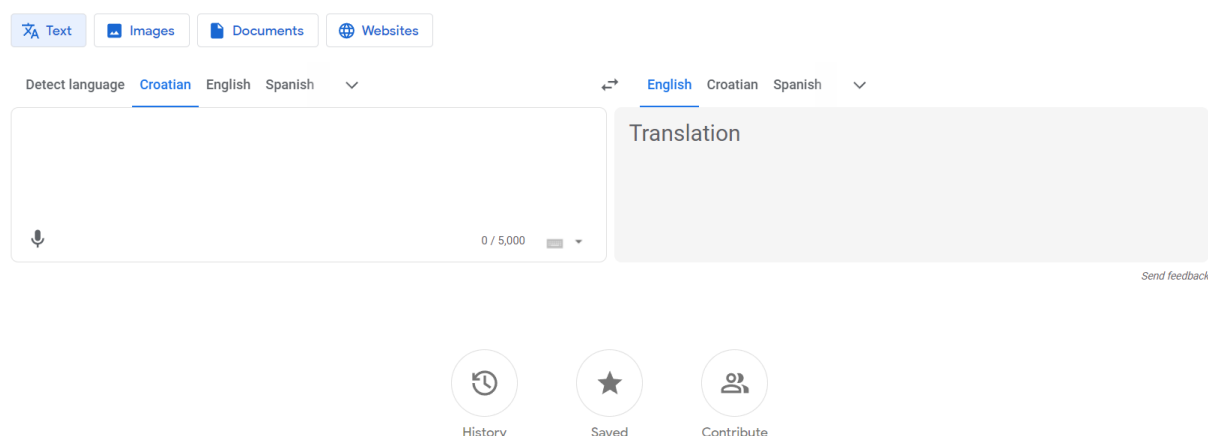 Text Images Documents Websites
Detect language Croatian English Spanish English Croatian Spanish
Translation
0 / 5,000
Send feedback
History Saved Contribute